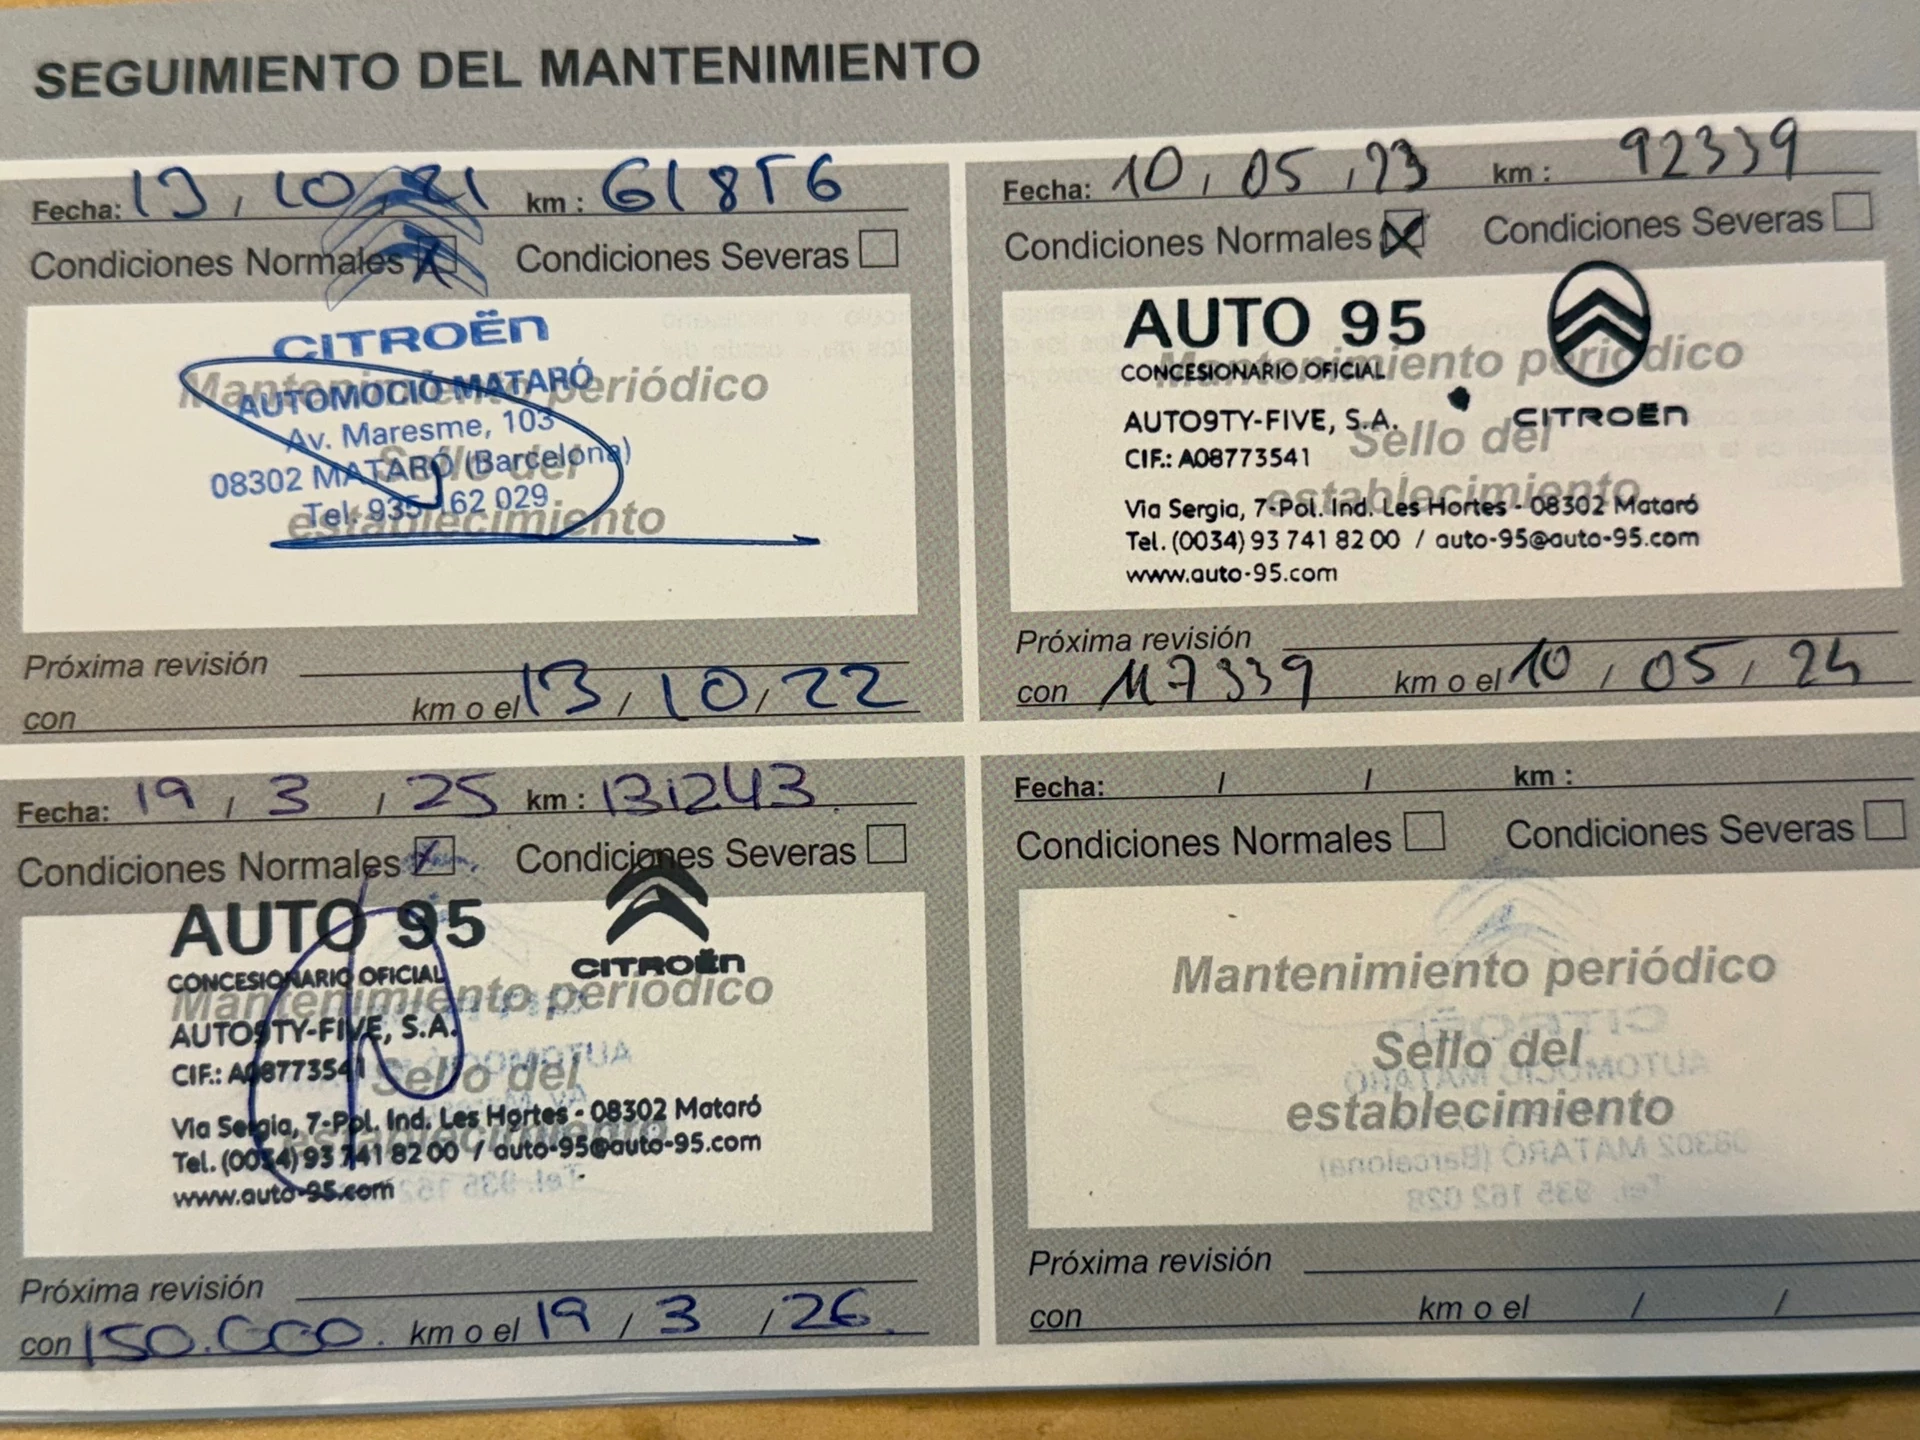 SEGUIMIENTO DEL MANTENIMIENTO
Fecha: 13 / 10 / 21 km : 61856
Condiciones Normales Condiciones Severas
CITROËN
Mantenimiento periódico
AUTOMOCIÓ MATARÓ
Av. Maresme, 103
Sello del
08302 MATARÓ (Barcelona)
Tel. 935 162 029
establecimiento
Próxima revisión
con km o el 13 / 10 / 22
Fecha: 10 / 05 / 23 km : 92339
Condiciones Normales Condiciones Severas
AUTO 95
Mantenimiento periódico
CONCESIONARIO OFICIAL
CITROËN
AUTO9TY-FIVE, S.A.
Sello del
CIF.: A08773541
establecimiento
Via Sergia, 7-Pol. Ind. Les Hortes - 08302 Mataró
Tel. (0034) 93 741 82 00 / auto-95@auto-95.com
www.auto-95.com
Próxima revisión
con 117339 km o el 10 / 05 / 24
Fecha: 19 / 3 / 25 km : 131243.
Condiciones Normales Condiciones Severas
AUTO 95
CITROËN
CONCESIONARIO OFICIAL
Mantenimiento periódico
AUTO9TY-FIVE, S.A.
CIF.: A08773541
Sello del
Via Sergia, 7-Pol. Ind. Les Hortes - 08302 Mataró
establecimiento
Tel. (0034) 93 741 82 00 / auto-95@auto-95.com
www.auto-95.com
Próxima revisión
con 150.000. km o el 19 / 3 / 26.
Fecha: / / km :
Condiciones Normales Condiciones Severas
Mantenimiento periódico
Sello del
establecimiento
Próxima revisión
con km o el / /